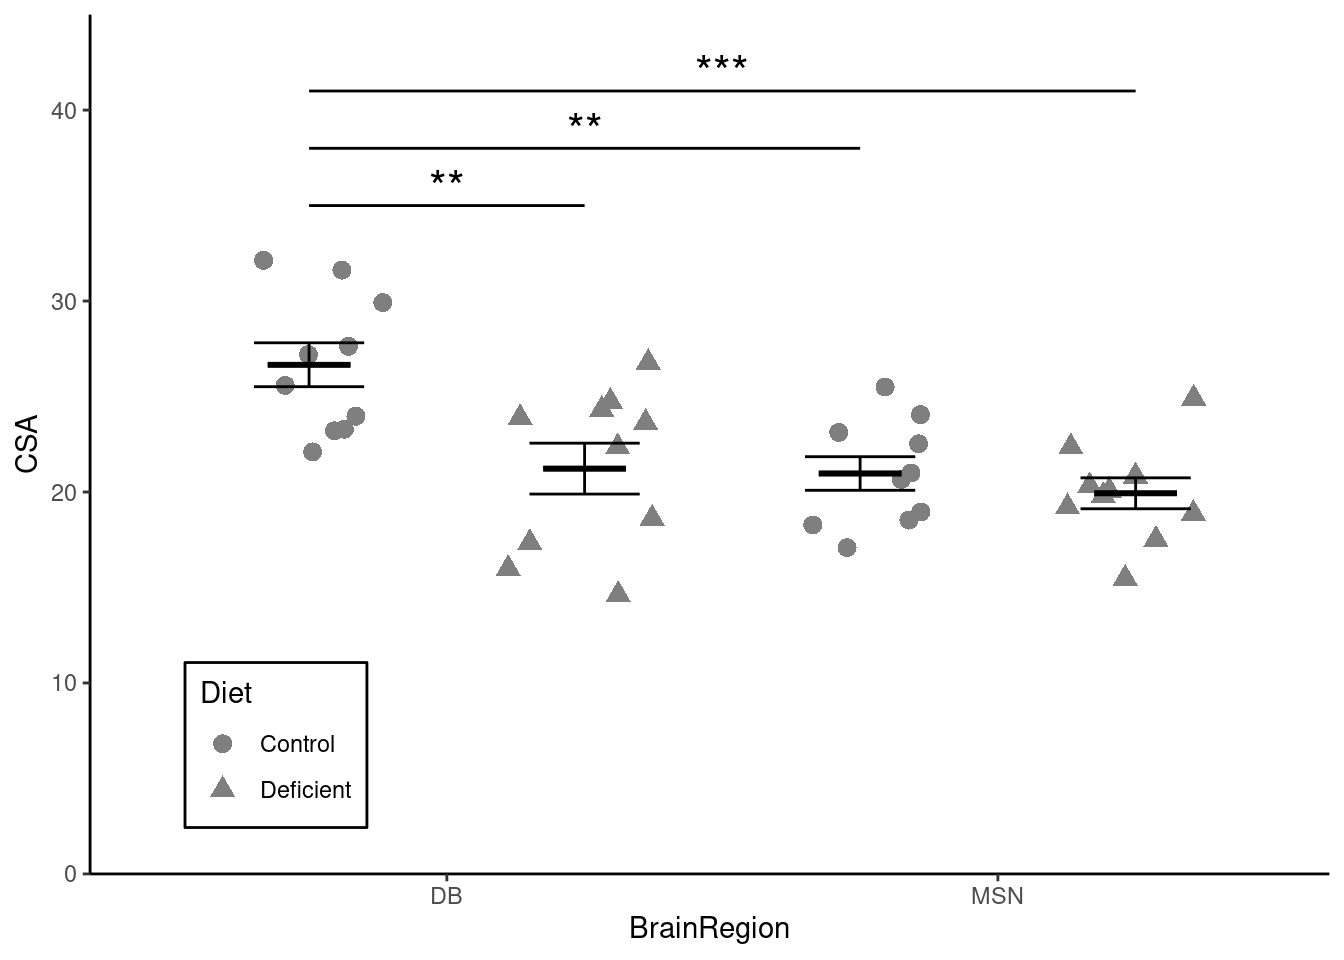 ***
40
**
**
30
CSA
20
10
Diet
Control
Deficient
0
DB
MSN
BrainRegion